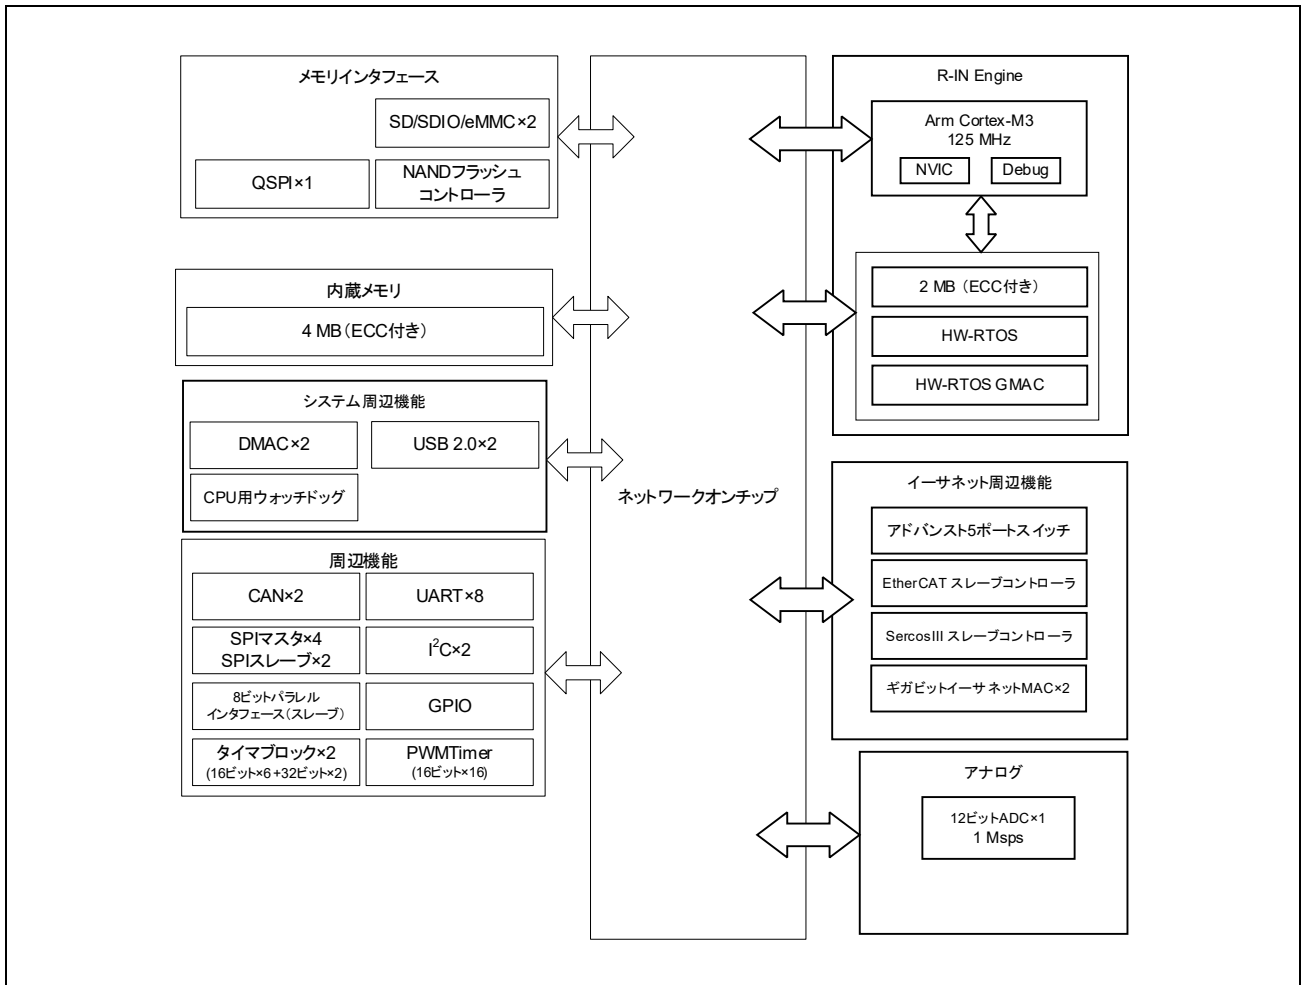 メモリインタフェース
SD/SDIO/eMMC×2
QSPI×1
NANDフラッシュ
コントローラ
内蔵メモリ
4 MB（ECC付き）
システム周辺機能
DMAC×2
USB 2.0×2
CPU用ウォッチドッグ
周辺機能
CAN×2
UART×8
SPIマスタ×4
SPIスレーブ×2
I²C×2
8ビットパラレル
インタフェース（スレーブ）
GPIO
タイマブロック×2
(16ビット×6 +32ビット×2)
PWMTimer
(16ビット×16)
ネットワークオンチップ
R-IN Engine
Arm Cortex-M3
125 MHz
NVIC
Debug
2 MB（ECC付き）
HW-RTOS
HW-RTOS GMAC
イーサネット周辺機能
アドバンスト5ポートスイッチ
EtherCAT スレーブコントローラ
SercosIII スレーブコントローラ
ギガビットイーサネットMAC×2
アナログ
12ビットADC×1
1 Msps